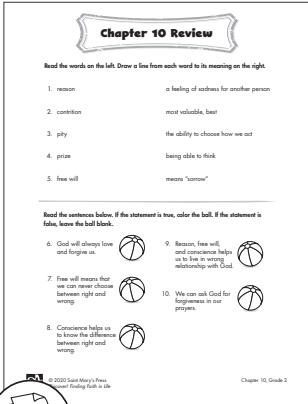 Chapter 10 Review
Read the words on the left. Draw a line from each word to its meaning on the right.
1. reason
a feeling of sadness for another person
2. contrition
most valuable, best
3. pity
the ability to choose how we act
4. prize
being able to think
5. free will
means "sorrow"
Read the sentences below. If the statement is true, color the ball. If the statement is
false, leave the ball blank.
6. God will always love
and forgive us.
7. Free will means that
we can never choose
between right and
wrong.
8. Conscience helps us
to know the difference
between right and
wrong.
9. Reason, free will,
and conscience helps
us to live in wrong
relationship with God.
10. We can ask God for
forgiveness in our
prayers.
© 2020 Saint Mary's Press
Discover! Finding Faith in Life
Chapter 10, Grade 2